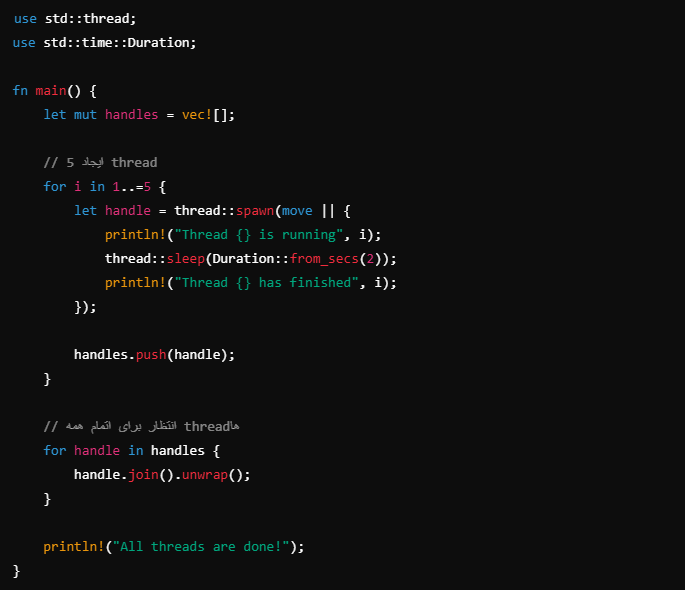 use std::thread;
use std::time::Duration;

fn main() {
    let mut handles = vec![];

    // ایجاد 5 thread
    for i in 1..=5 {
        let handle = thread::spawn(move || {
            println!("Thread {} is running", i);
            thread::sleep(Duration::from_secs(2));
            println!("Thread {} has finished", i);
        });

        handles.push(handle);
    }

    // انتظار برای اتمام همه threadها
    for handle in handles {
        handle.join().unwrap();
    }

    println!("All threads are done!");
}